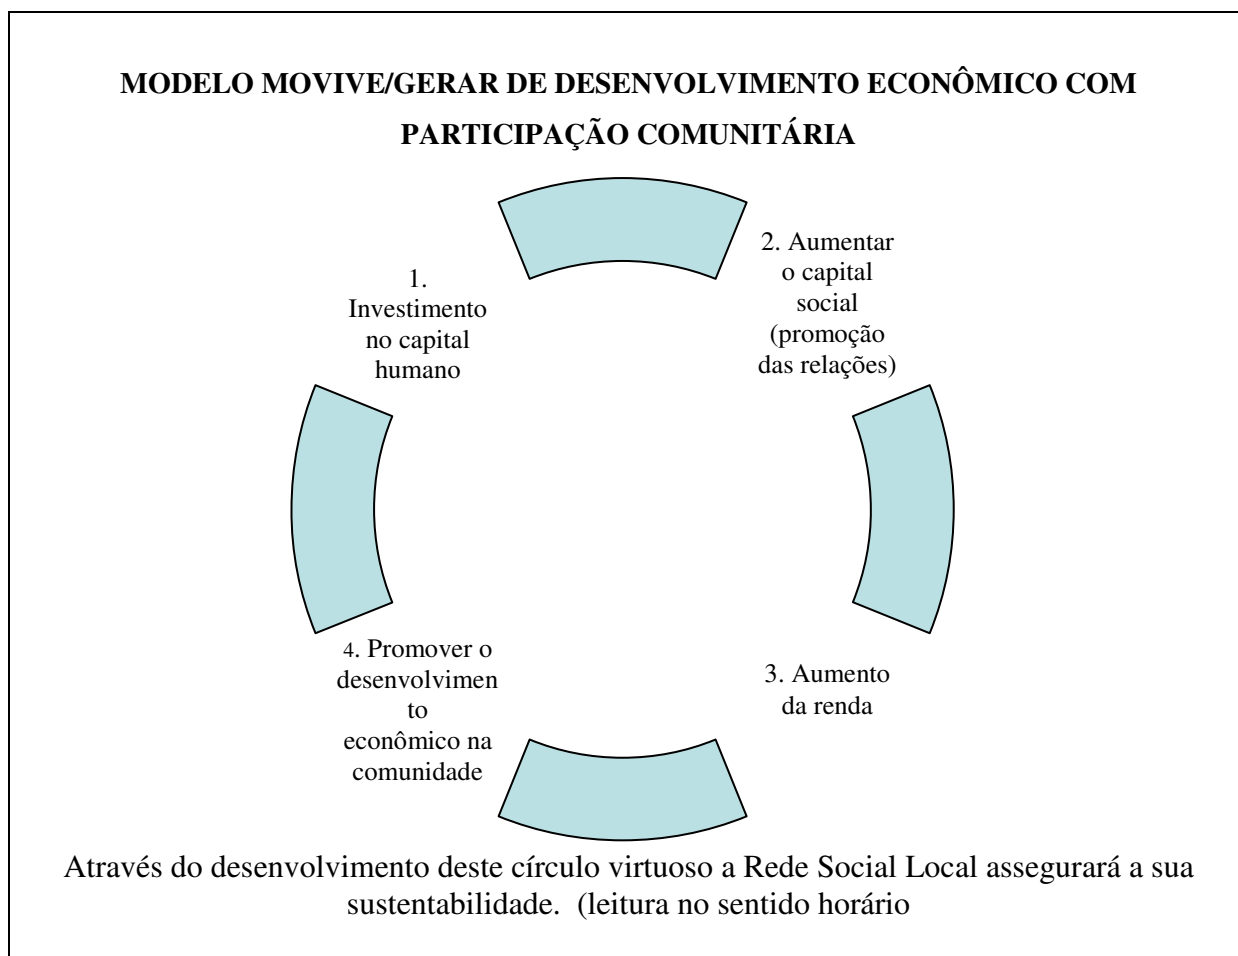 MODELO MOVIVE/GERAR DE DESENVOLVIMENTO ECONÔMICO COM
PARTICIPAÇÃO COMUNITÁRIA
1.
Investimento
no capital
humano
2. Aumentar
o capital
social
(promoção
das relações)
3. Aumento
da renda
4. Promover o
desenvolvimen
to
econômico na
comunidade
Através do desenvolvimento deste círculo virtuoso a Rede Social Local assegurará a sua
sustentabilidade. (leitura no sentido horário